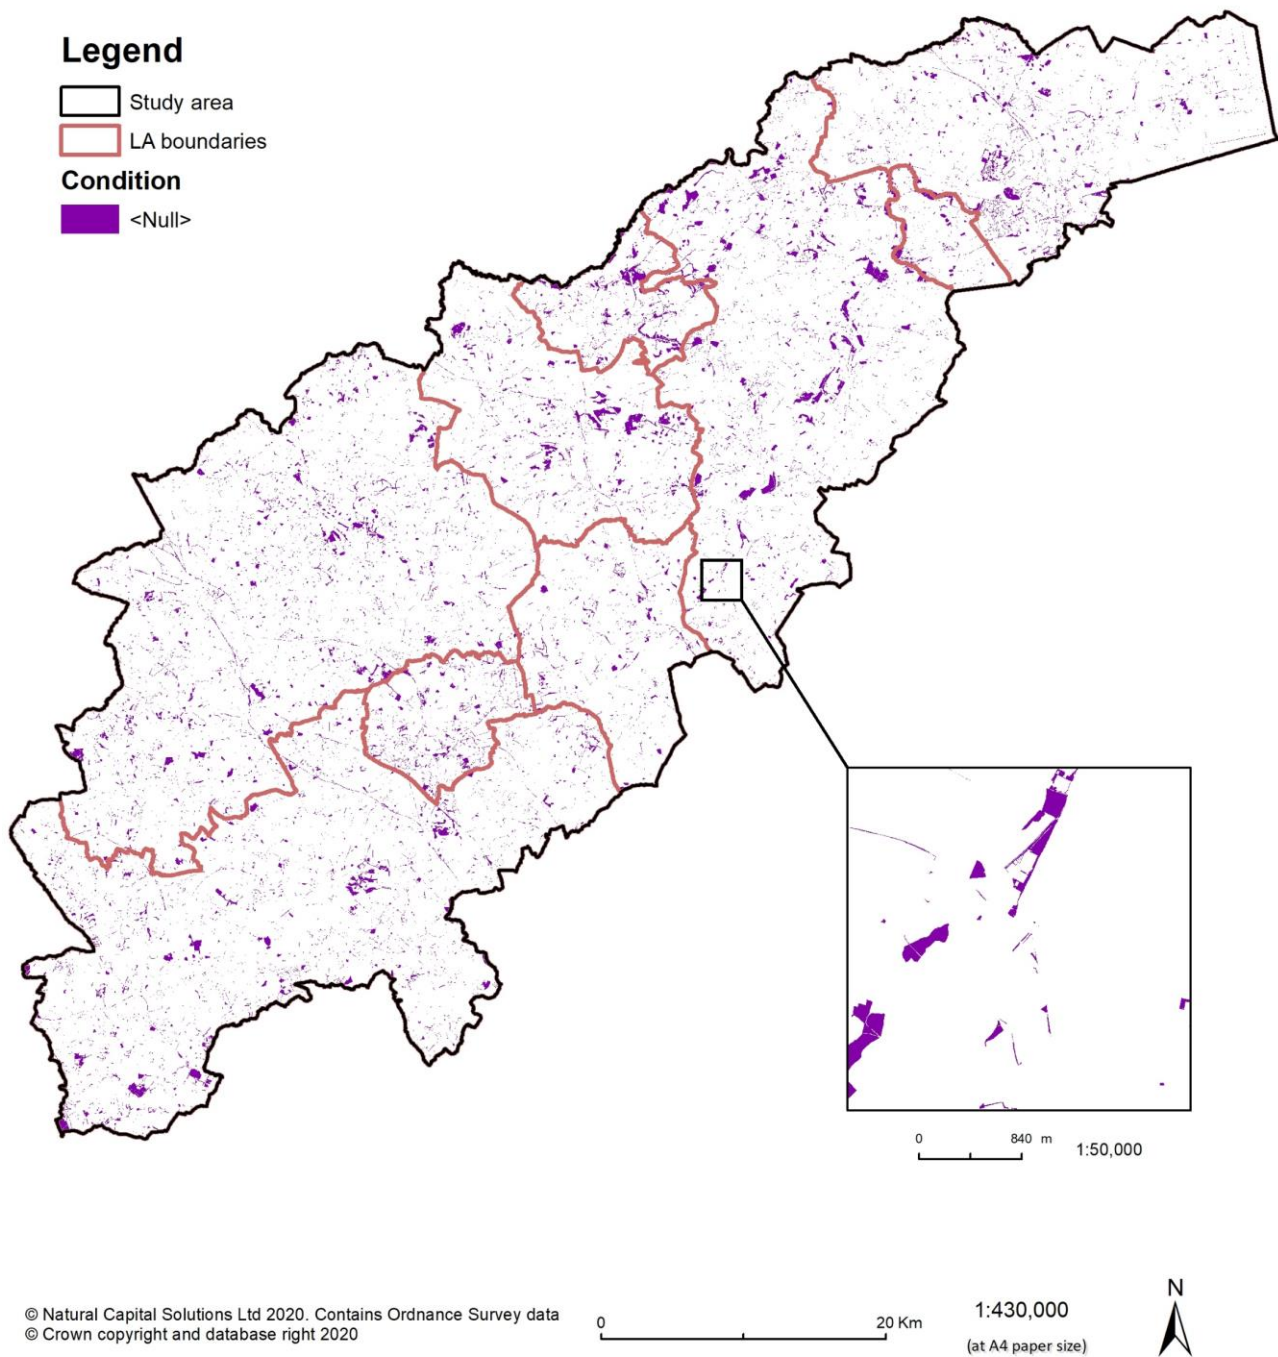 Legend
Study area
LA boundaries
Condition
<Null>
0 840 m
1:50,000
N
© Natural Capital Solutions Ltd 2020. Contains Ordnance Survey data
© Crown copyright and database right 2020
0 20 Km
1:430,000
(at A4 paper size)